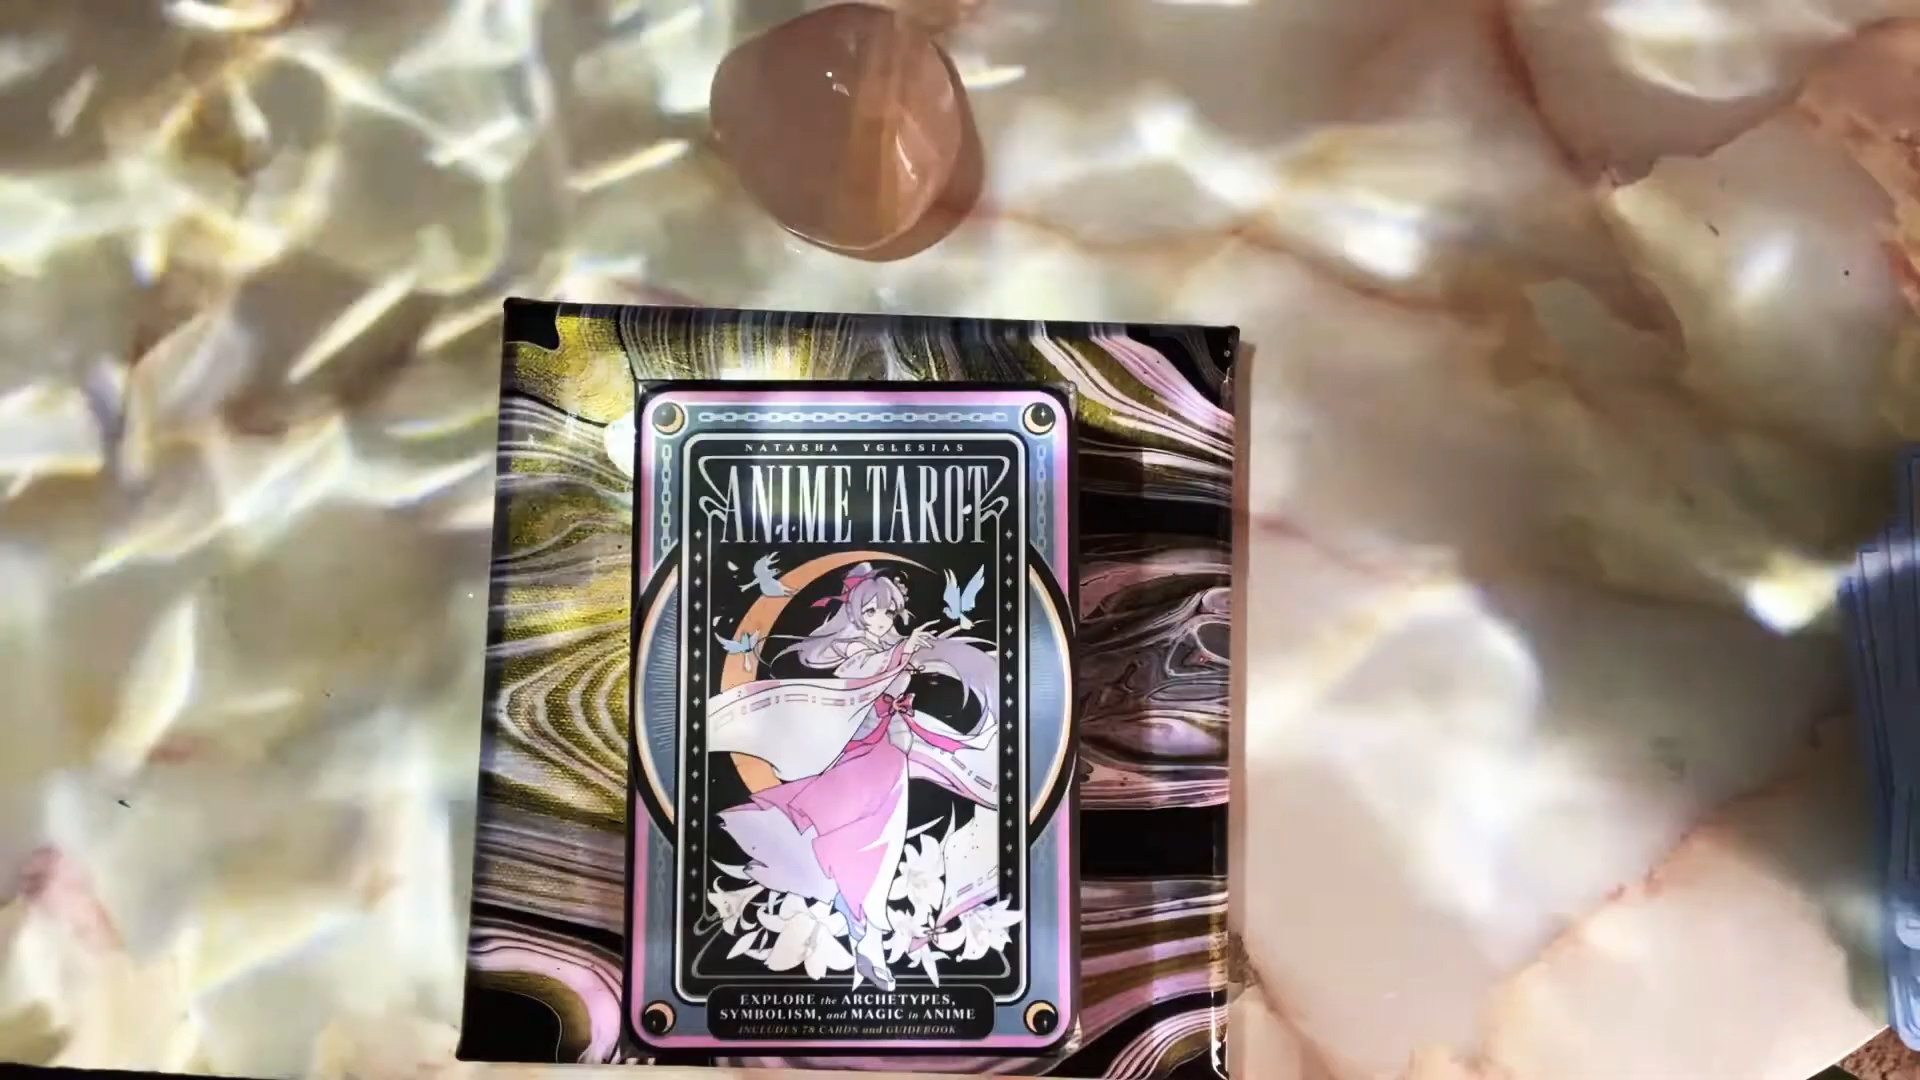 NATASHA YGLESIAS
ANIME TAROT
EXPLORE the ARCHETYPES,
SYMBOLISM, and MAGIC in ANIME
INCLUDES 78 CARDS and GUIDEBOOK